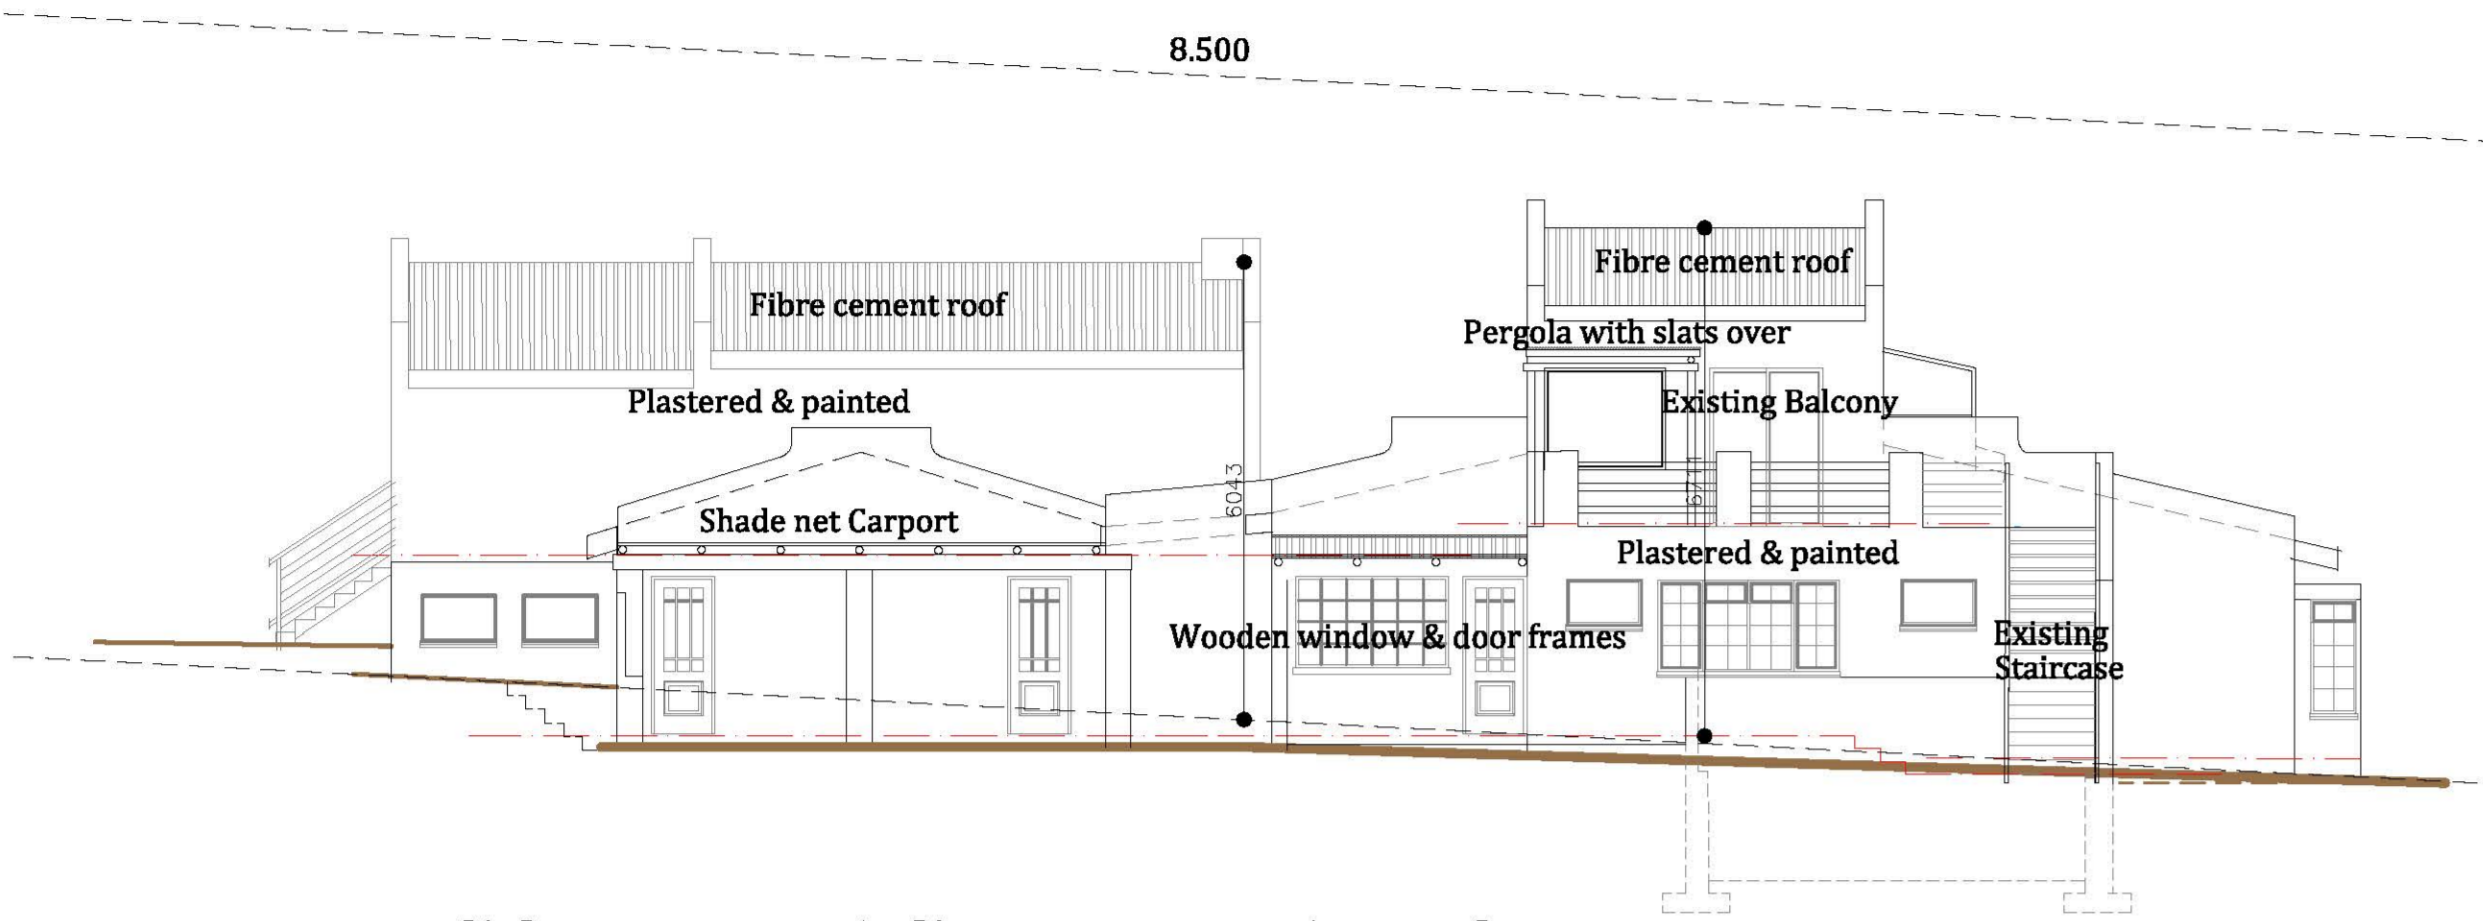 8.500
Fibre cement roof
Fibre cement roof
Pergola with slats over
Plastered & painted
Existing Balcony
6043
Shade net Carport
Plastered & painted
Wooden window & door frames
Existing
Staircase